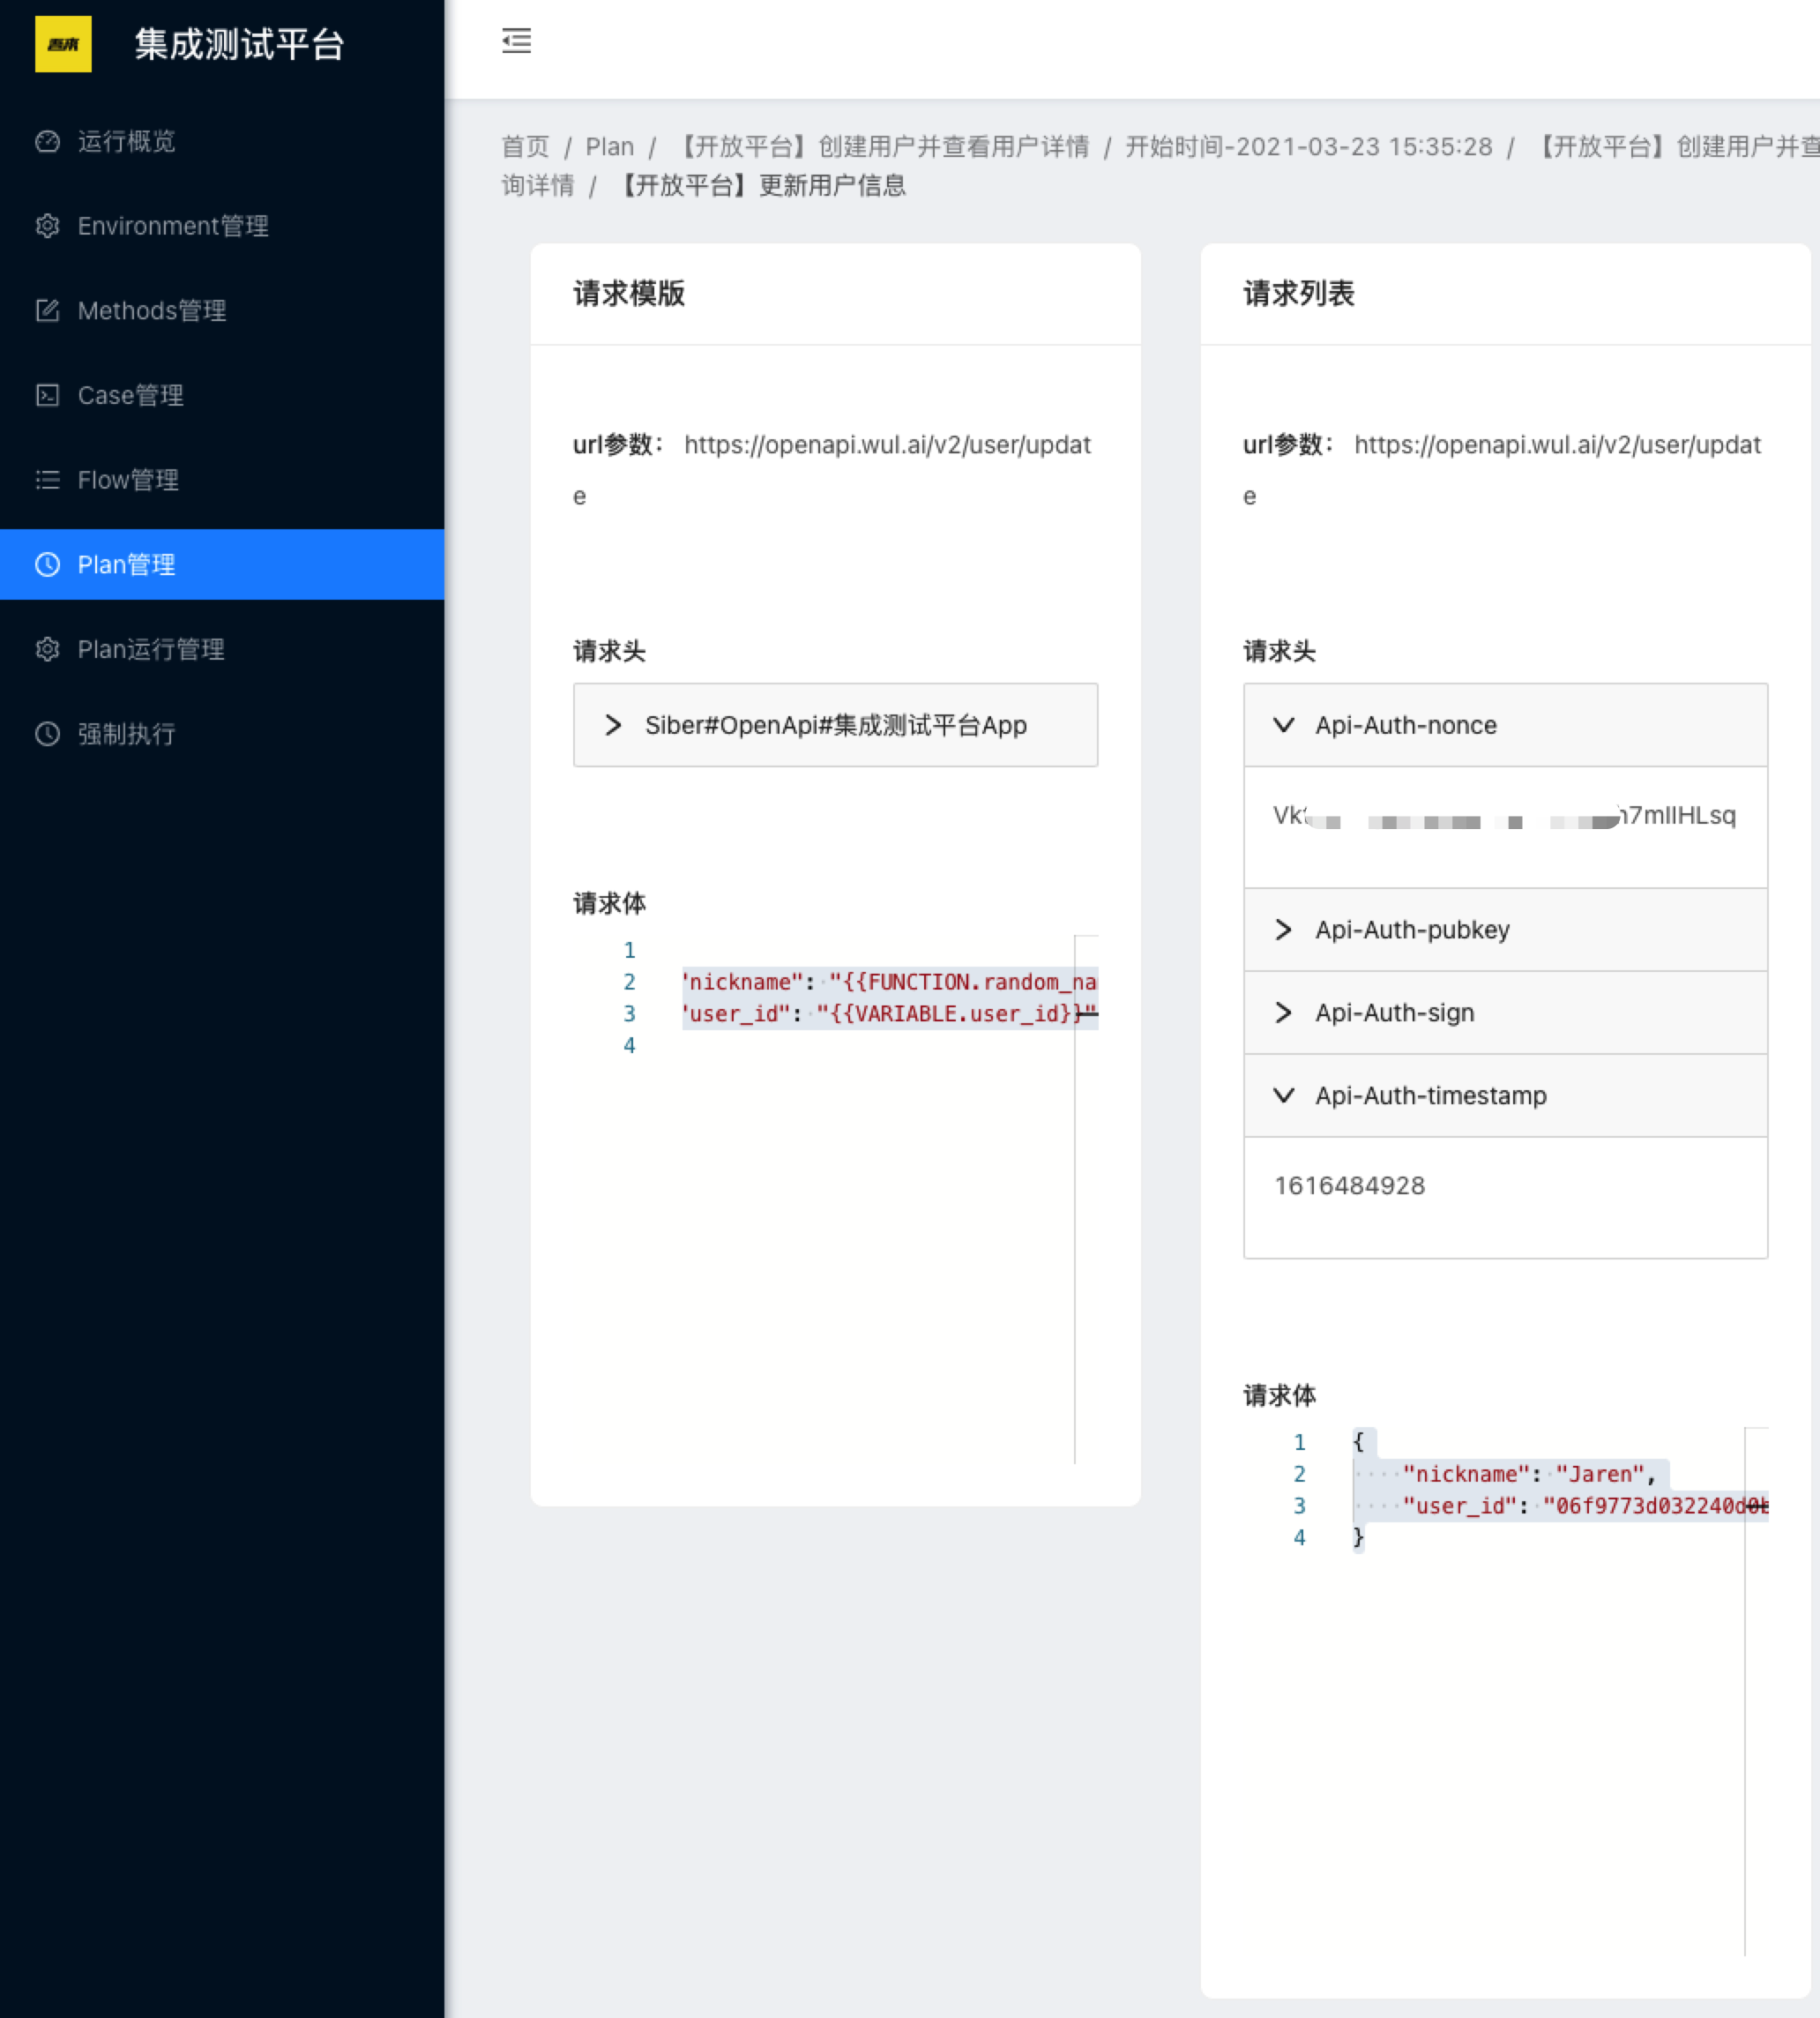 吾来
集成测试平台
运行概览
Environment管理
Methods管理
Case管理
Flow管理
Plan管理
Plan运行管理
强制执行
首页 / Plan / 【开放平台】创建用户并查看用户详情 / 开始时间-2021-03-23 15:35:28 / 【开放平台】创建用户并查
询详情 / 【开放平台】更新用户信息
请求模版
url参数： https://openapi.wul.ai/v2/user/updat
e
请求头
Siber#OpenApi#集成测试平台App
请求体
1
2 "nickname": "{{FUNCTION.random_na
3 "user_id": "{{VARIABLE.user_id}}"
4
请求列表
url参数： https://openapi.wul.ai/v2/user/updat
e
请求头
Api-Auth-nonce
Api-Auth-pubkey
Api-Auth-sign
Api-Auth-timestamp
1616484928
请求体
1 {
2 "nickname": "Jaren",
3 "user_id": "06f9773d032240d0b
4 }